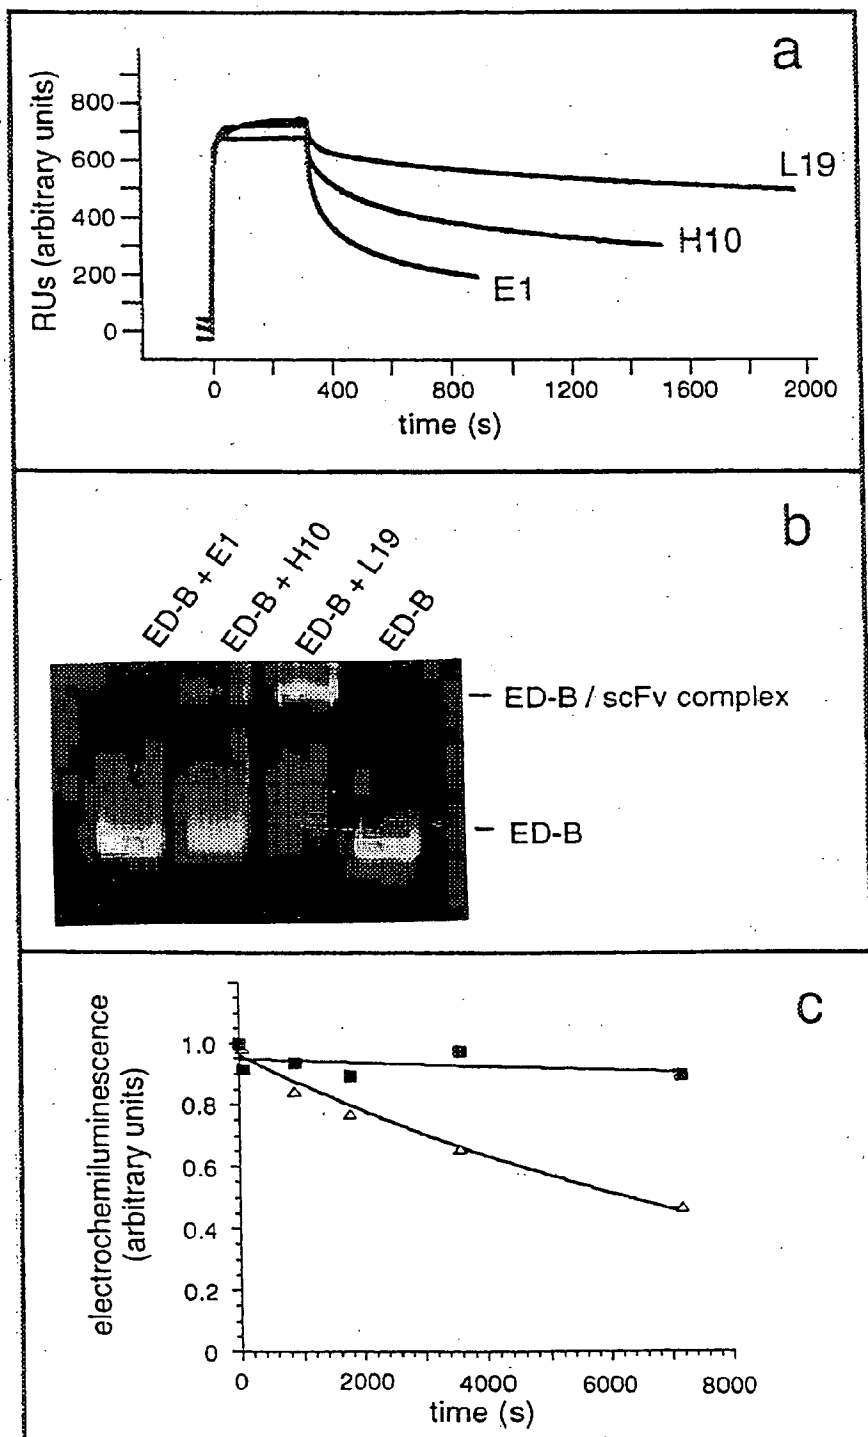 a
RUs (arbitrary units)
800
600
400
200
0
L19
H10
E1
0 400 800 1200 1600 2000
time (s)
b
ED-B + E1
ED-B + H10
ED-B + L19
ED-B
ED-B / scFv complex
ED-B
c
electrochemiluminescence
(arbitrary units)
1.0
0.8
0.6
0.4
0.2
0
0 2000 4000 6000 8000
time (s)